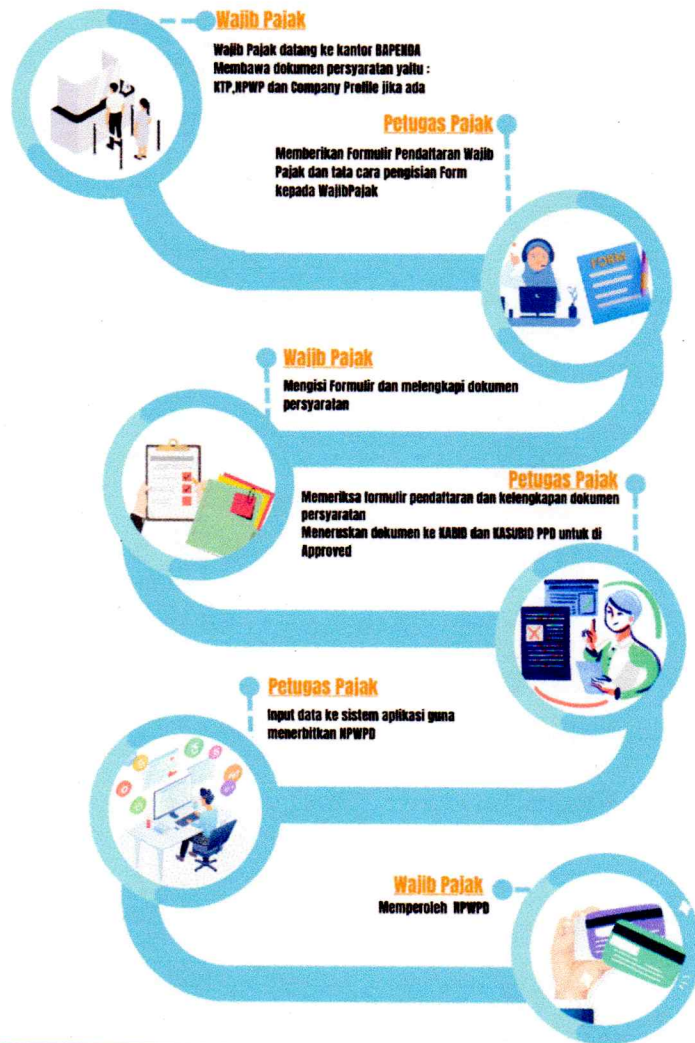 Wajib Pajak
Wajib Pajak datang ke kantor BAPENDA
Membawa dokumen persyaratan yaitu :
KTP,NPWP dan Company Profile jika ada
Petugas Pajak
Memberikan Formulir Pendaftaran Wajib
Pajak dan tata cara pengisian Form
kepada WajibPajak
FORM
Wajib Pajak
Mengisi Formulir dan melengkapi dokumen
persyaratan
Petugas Pajak
Memeriksa formulir pendaftaran dan kelengkapan dokumen
persyaratan
Meneruskan dokumen ke KABID dan KASUBID PPD untuk di
Approved
Petugas Pajak
Input data ke sistem aplikasi guna
menerbitkan NPWPD
Wajib Pajak
Memperoleh NPWPD